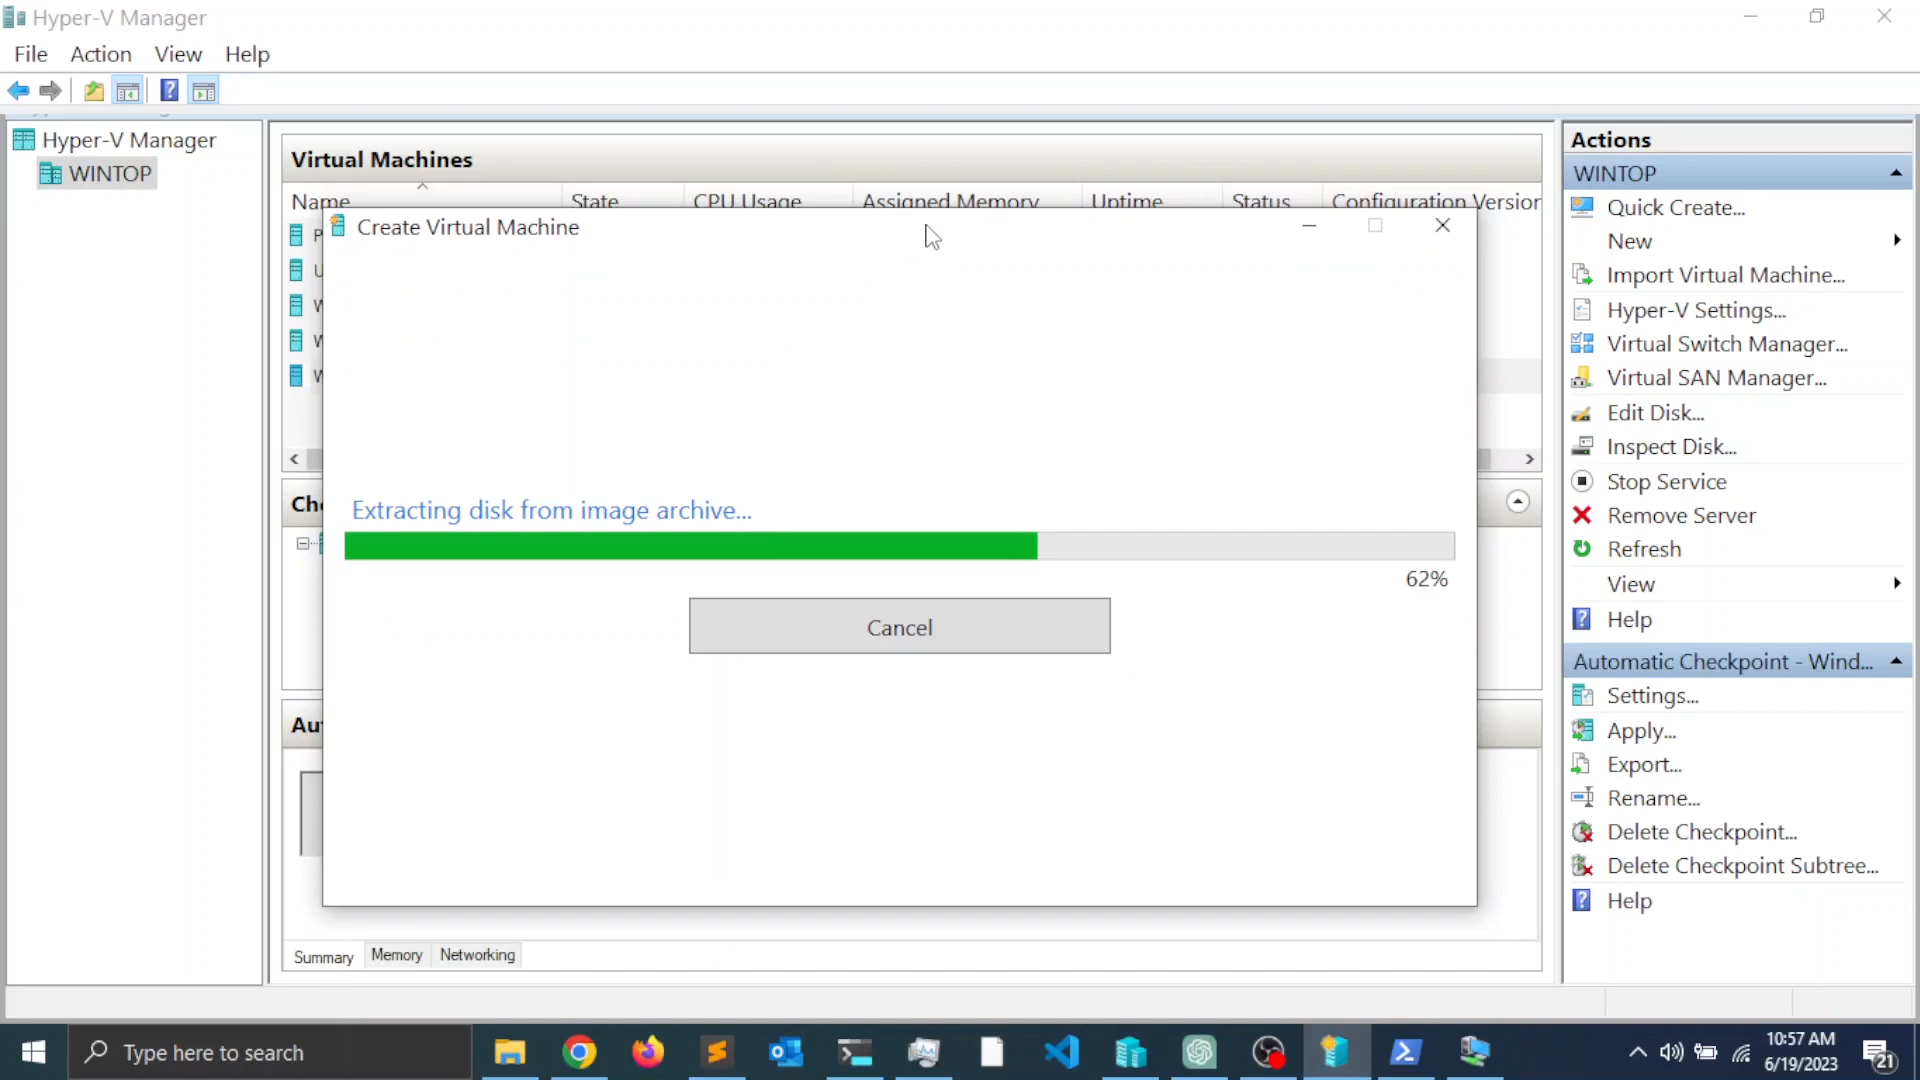 Hyper-V Manager
File Action View Help
Hyper-V Manager
WINTOP
Virtual Machines
Name State CPU Usage Assigned Memory Uptime Status Configuration Version
Create Virtual Machine
Extracting disk from image archive...
62%
Cancel
Summary Memory Networking
Actions
WINTOP
Quick Create...
New
Import Virtual Machine...
Hyper-V Settings...
Virtual Switch Manager...
Virtual SAN Manager...
Edit Disk...
Inspect Disk...
Stop Service
Remove Server
Refresh
View
Help
Automatic Checkpoint - Wind...
Settings...
Apply...
Export...
Rename...
Delete Checkpoint...
Delete Checkpoint Subtree...
Help
Type here to search
10:57 AM
6/19/2023
21